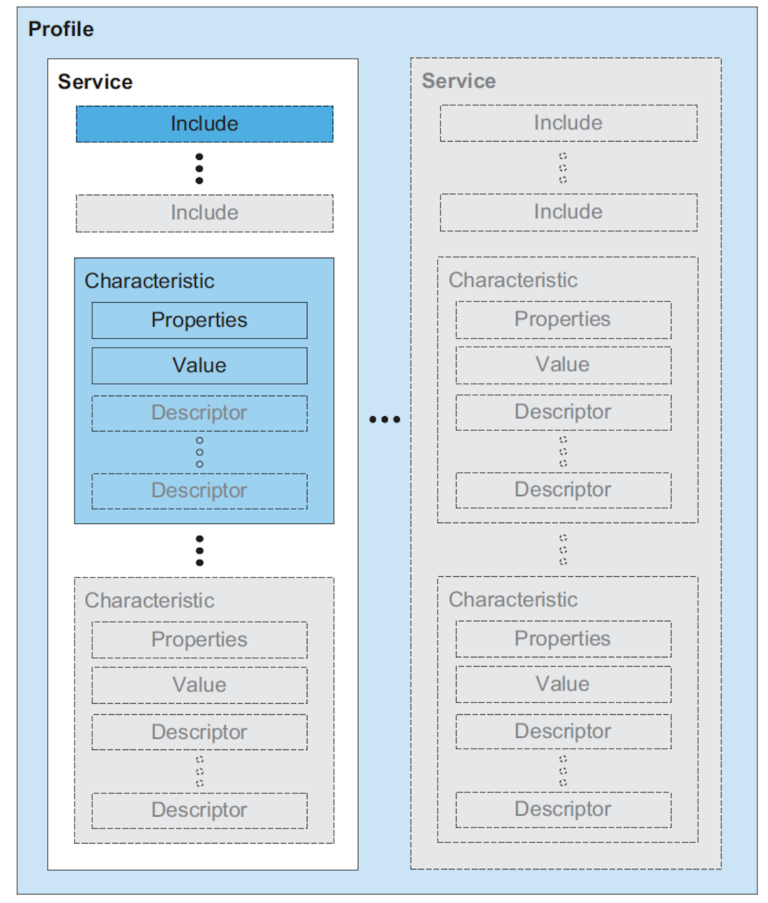 Profile
Service
Include
Include
Characteristic
Properties
Value
Descriptor
Descriptor
Characteristic
Properties
Value
Descriptor
Descriptor
Service
Include
Include
Characteristic
Properties
Value
Descriptor
Descriptor
Characteristic
Properties
Value
Descriptor
Descriptor